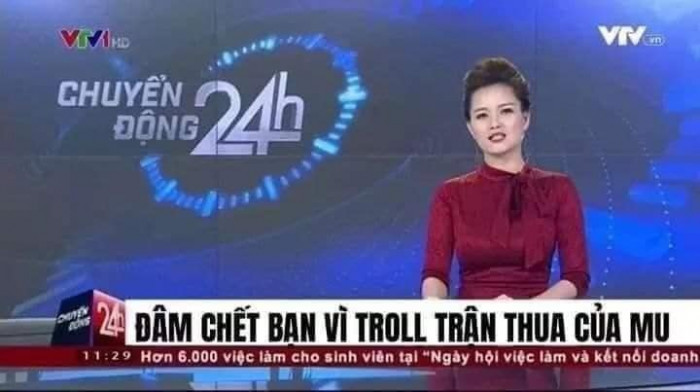 VTV1 HD
VTV.vn
CHUYỂN
ĐỘNG 24h
CHUYỂN
ĐỘNG
24h
ĐÂM CHẾT BẠN VÌ TROLL TRẬN THUA CỦA MU
11:29 Hơn 6.000 việc làm cho sinh viên tại "Ngày hội việc làm và kết nối doanh